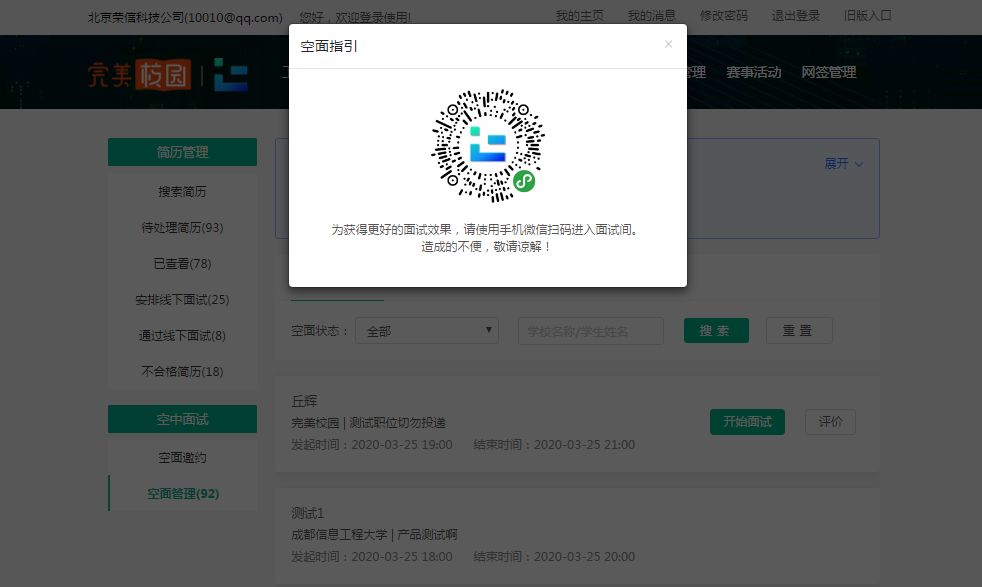 北京荣信科技公司(10010@qq.com) 您好，欢迎登录使用! 我的主页 我的消息 修改密码 退出登录 旧版入口
完美校园
管理 赛事活动 网签管理
空面指引 ×
为获得更好的面试效果，请使用手机微信扫码进入面试间。
造成的不便，敬请谅解！
简历管理
搜索简历
待处理简历(93)
已查看(78)
安排线下面试(25)
通过线下面试(8)
不合格简历(18)
空中面试
空面邀约
空面管理(92)
展开
空面状态： 全部 学校名称/学生姓名 搜 索 重 置
丘辉
完美校园 | 测试职位切勿投递
发起时间：2020-03-25 19:00 结束时间：2020-03-25 21:00
开始面试 评价
测试1
成都信息工程大学 | 产品测试啊
发起时间：2020-03-25 18:00 结束时间：2020-03-25 20:00